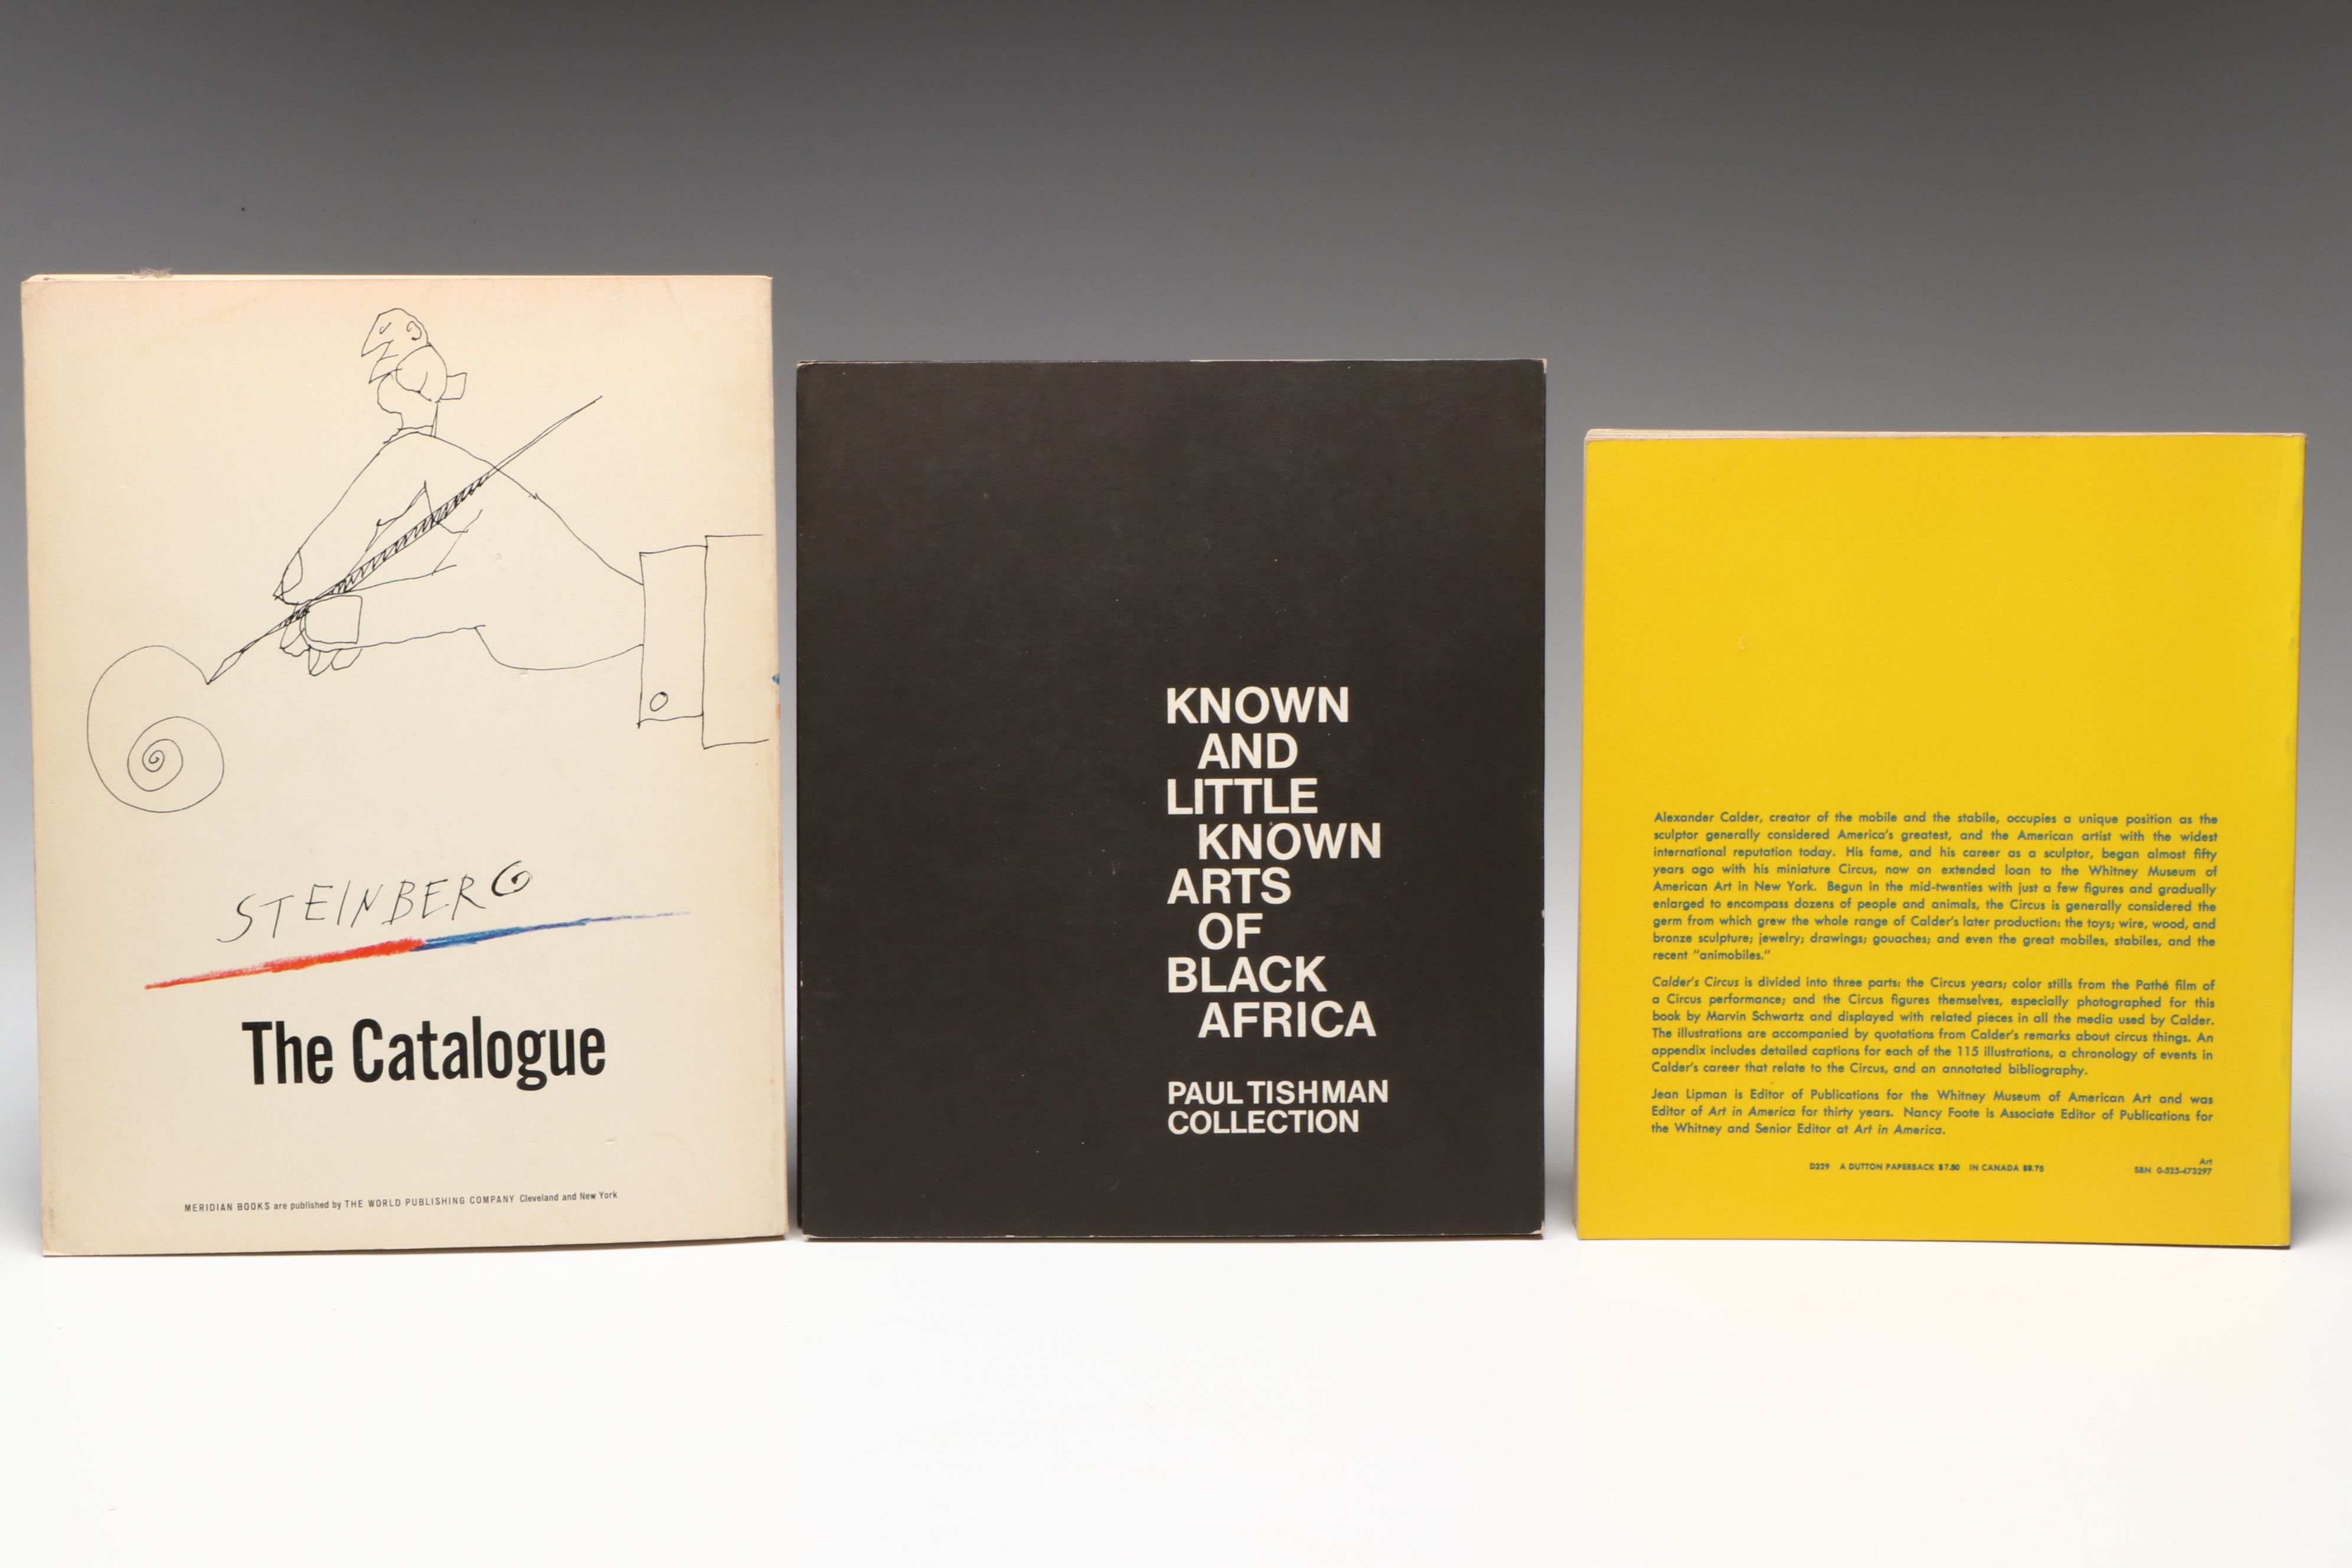 STEINBERG
The Catalogue
MERIDIAN BOOKS are published by THE WORLD PUBLISHING COMPANY Cleveland and New York
KNOWN
AND
LITTLE
KNOWN
ARTS
OF
BLACK
AFRICA
PAUL TISHMAN
COLLECTION
Alexander Calder, creator of the mobile and the stabile, occupies a unique position as the
sculptor generally considered America's greatest, and the American artist with the widest
international reputation today. His fame, and his career as a sculptor, began almost fifty
years ago with his miniature Circus, now on extended loan to the Whitney Museum of
American Art in New York. Begun in the mid-twenties with just a few figures and gradually
enlarged to encompass dozens of people and animals, the Circus is generally considered the
germ from which grew the whole range of Calder's later production: the toys; wire, wood, and
bronze sculpture; jewelry; drawings; gouaches; and even the great mobiles, stabiles, and the
recent "animobiles."
Calder's Circus is divided into three parts: the Circus years; color stills from the Pathé film of
a Circus performance; and the Circus figures themselves, especially photographed for this
book by Marvin Schwartz and displayed with related pieces in all the media used by Calder.
The illustrations are accompanied by quotations from Calder's remarks about circus things. An
appendix includes detailed captions for each of the 115 illustrations, a chronology of events in
Calder's career that relate to the Circus, and an annotated bibliography.
Jean Lipman is Editor of Publications for the Whitney Museum of American Art and was
Editor of Art in America for thirty years. Nancy Foote is Associate Editor of Publications for
the Whitney and Senior Editor at Art in America.
D229 A DUTTON PAPERBACK $7.50 IN CANADA $8.75
Art
SBN 0-525-473297